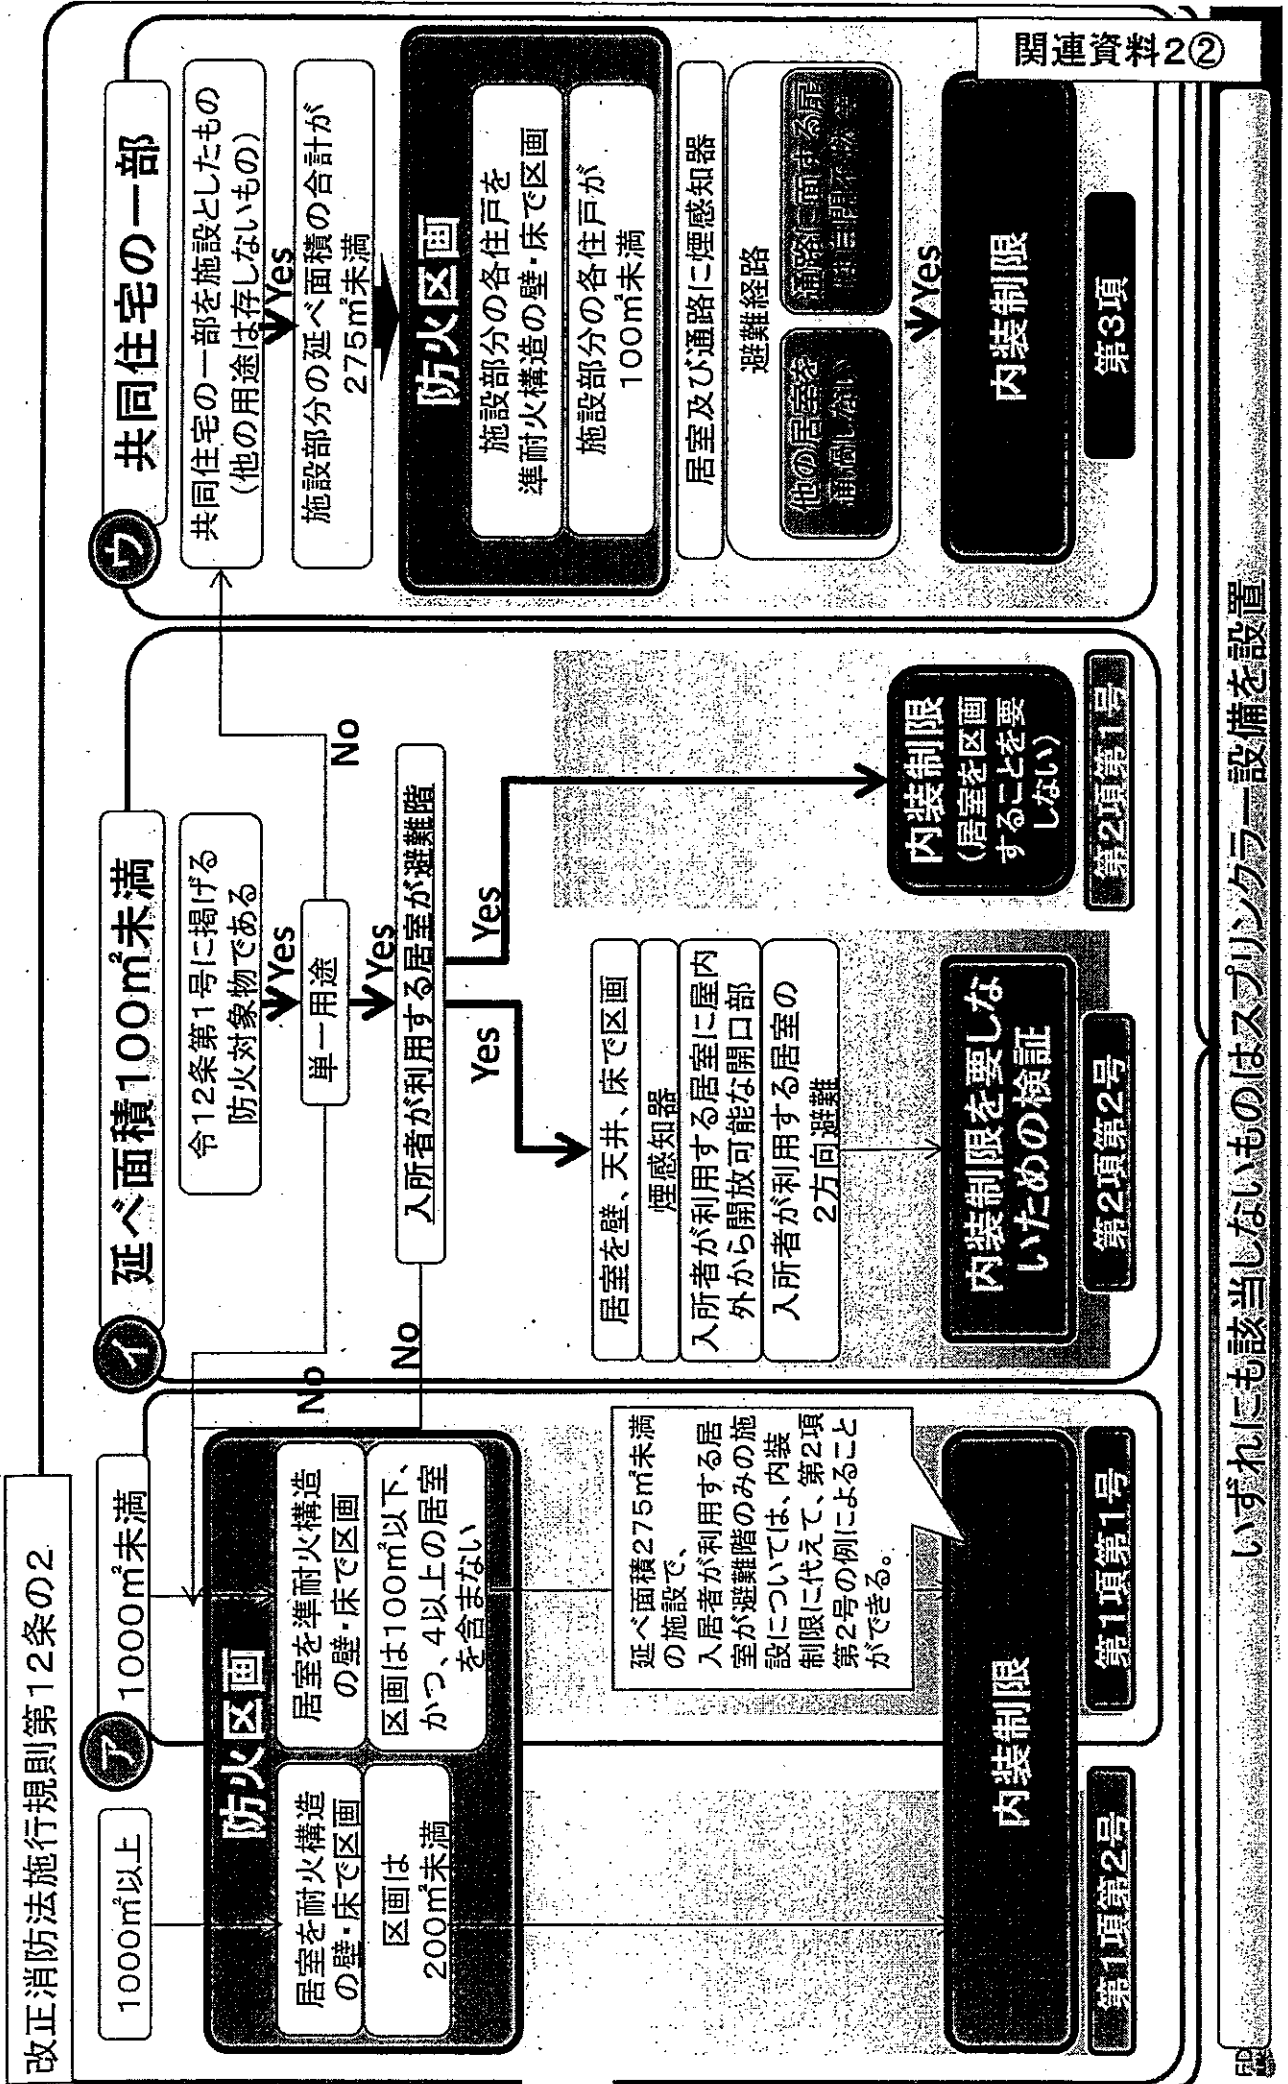 関連資料2②
改正消防法施行規則第12条の2
1000㎡以上
ア
1000㎡未満
防火区画
居室を耐火構造
の壁・床で区画
区画は
200㎡未満
居室を準耐火構造
の壁・床で区画
区画は100㎡以下、
かつ、4以上の居室
を含まない
延べ面積275㎡未満
の施設で、
入居者が利用する居
室が避難階のみの施
設については、内装
制限に代えて、第2項
第2号の例によること
ができる。
内装制限
第1項第2号
第1項第1号
イ
延べ面積100㎡未満
令12条第1号に掲げる
防火対象物である
Yes
単一用途
No
No
Yes
入所者が利用する居室が避難階
No
Yes
Yes
居室を壁、天井、床で区画
煙感知器
入所者が利用する居室に屋内
外から開放可能な開口部
入所者が利用する居室の
2方向避難
内装制限を要しな
いための検証
第2項第2号
内装制限
(居室を区画
することを要
しない)
第2項第1号
ウ
共同住宅の一部
共同住宅の一部を施設としたもの
(他の用途は存しないもの)
Yes
施設部分の延べ面積の合計が
275㎡未満
防火区画
施設部分の各住戸を
準耐火構造の壁・床で区画
施設部分の各住戸が
100㎡未満
居室及び通路に煙感知器
避難経路
他の居室を
通過しない
通路に面する扉
Yes
内装制限
第3項
いずれにも該当しないものはスプリンクラー設備を設置